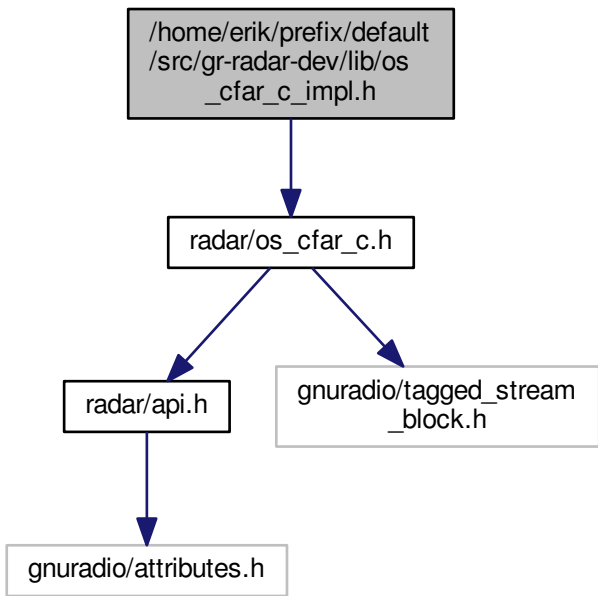 /home/erik/prefix/default
/src/gr-radar-dev/lib/os
_cfar_c_impl.h
radar/os_cfar_c.h
radar/api.h
gnuradio/tagged_stream
_block.h
gnuradio/attributes.h